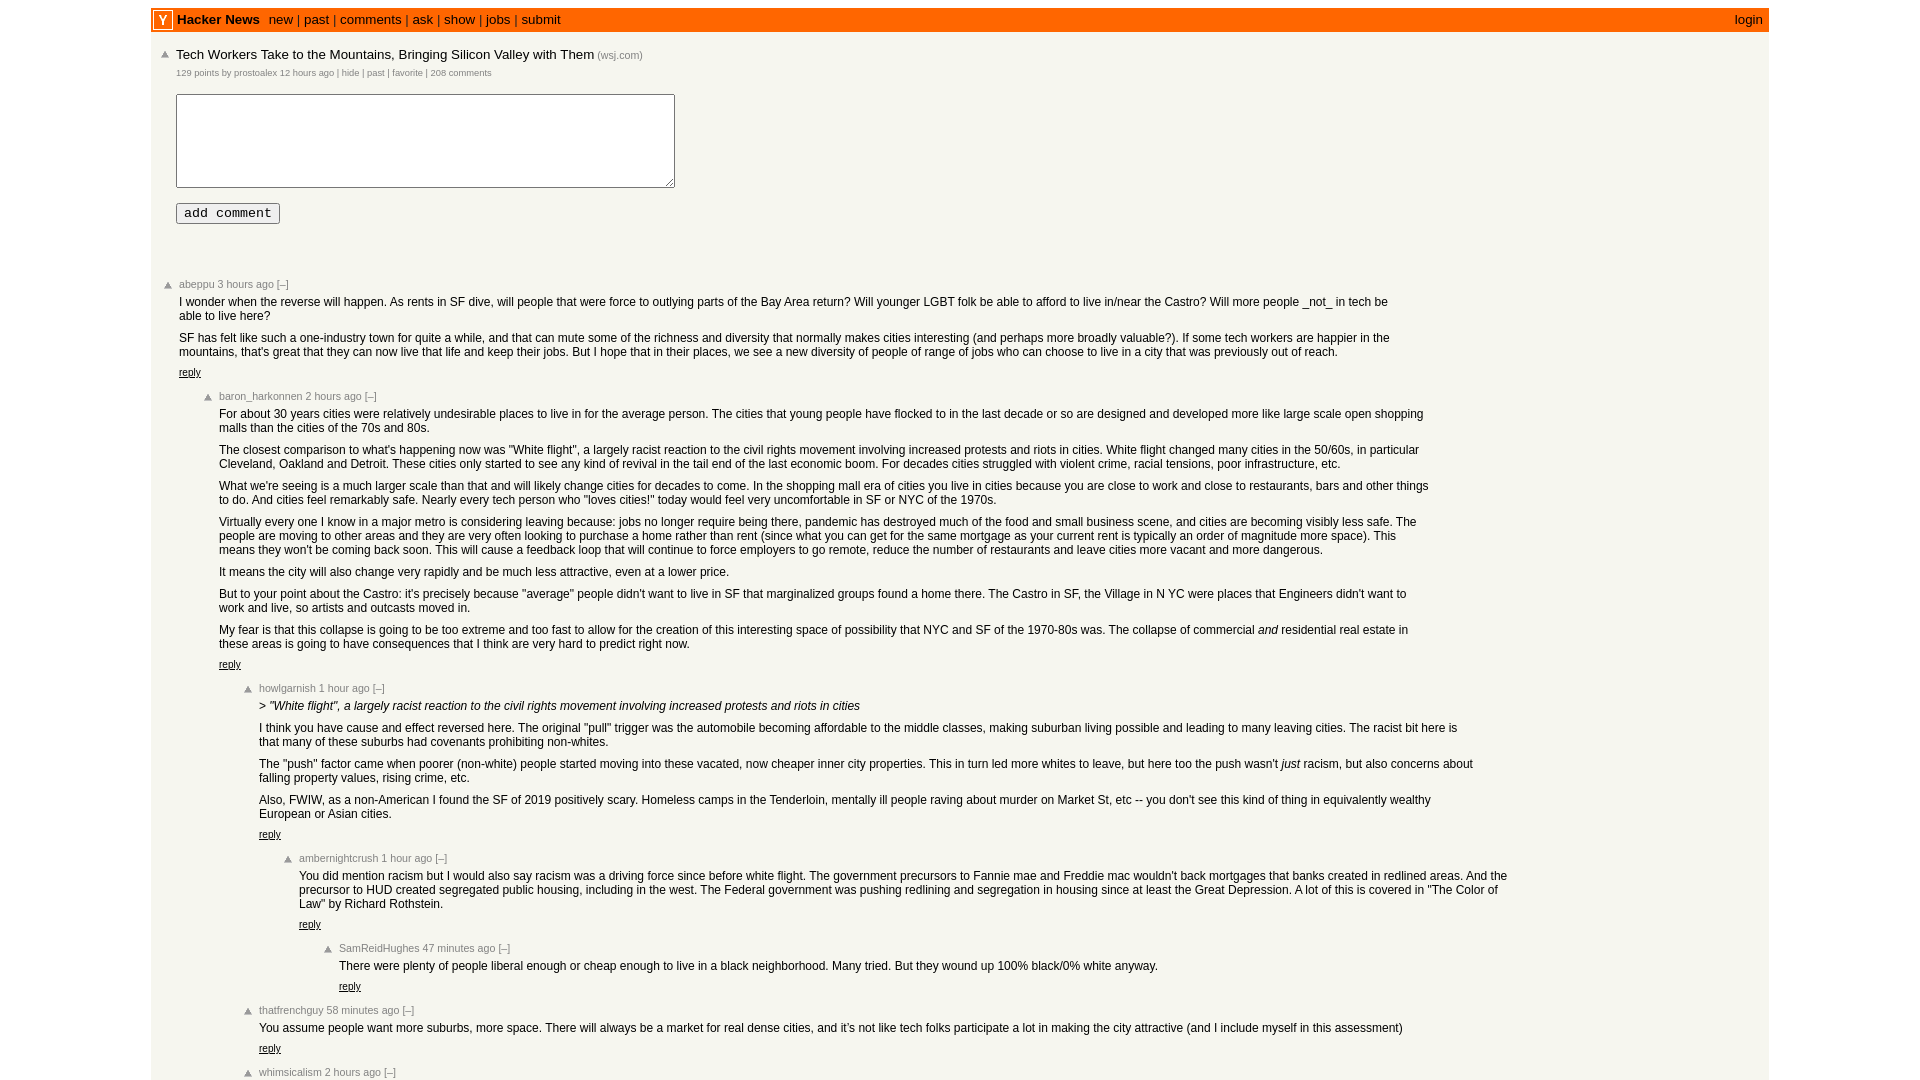 Y Hacker News new | past | comments | ask | show | jobs | submit login
Tech Workers Take to the Mountains, Bringing Silicon Valley with Them (wsj.com)
129 points by prostoalex 12 hours ago | hide | past | favorite | 208 comments
add comment
abeppu 3 hours ago [–]
I wonder when the reverse will happen. As rents in SF dive, will people that were force to outlying parts of the Bay Area return? Will younger LGBT folk be able to afford to live in/near the Castro? Will more people _not_ in tech be
able to live here?
SF has felt like such a one-industry town for quite a while, and that can mute some of the richness and diversity that normally makes cities interesting (and perhaps more broadly valuable?). If some tech workers are happier in the
mountains, that's great that they can now live that life and keep their jobs. But I hope that in their places, we see a new diversity of people of range of jobs who can choose to live in a city that was previously out of reach.
reply
baron_harkonnen 2 hours ago [–]
For about 30 years cities were relatively undesirable places to live in for the average person. The cities that young people have flocked to in the last decade or so are designed and developed more like large scale open shopping
malls than the cities of the 70s and 80s.
The closest comparison to what's happening now was "White flight", a largely racist reaction to the civil rights movement involving increased protests and riots in cities. White flight changed many cities in the 50/60s, in particular
Cleveland, Oakland and Detroit. These cities only started to see any kind of revival in the tail end of the last economic boom. For decades cities struggled with violent crime, racial tensions, poor infrastructure, etc.
What we're seeing is a much larger scale than that and will likely change cities for decades to come. In the shopping mall era of cities you live in cities because you are close to work and close to restaurants, bars and other things
to do. And cities feel remarkably safe. Nearly every tech person who "loves cities!" today would feel very uncomfortable in SF or NYC of the 1970s.
Virtually every one I know in a major metro is considering leaving because: jobs no longer require being there, pandemic has destroyed much of the food and small business scene, and cities are becoming visibly less safe. The
people are moving to other areas and they are very often looking to purchase a home rather than rent (since what you can get for the same mortgage as your current rent is typically an order of magnitude more space). This
means they won't be coming back soon. This will cause a feedback loop that will continue to force employers to go remote, reduce the number of restaurants and leave cities more vacant and more dangerous.
It means the city will also change very rapidly and be much less attractive, even at a lower price.
But to your point about the Castro: it's precisely because "average" people didn't want to live in SF that marginalized groups found a home there. The Castro in SF, the Village in N YC were places that Engineers didn't want to
work and live, so artists and outcasts moved in.
My fear is that this collapse is going to be too extreme and too fast to allow for the creation of this interesting space of possibility that NYC and SF of the 1970-80s was. The collapse of commercial and residential real estate in
these areas is going to have consequences that I think are very hard to predict right now.
reply
howlgarnish 1 hour ago [–]
> "White flight", a largely racist reaction to the civil rights movement involving increased protests and riots in cities
I think you have cause and effect reversed here. The original "pull" trigger was the automobile becoming affordable to the middle classes, making suburban living possible and leading to many leaving cities. The racist bit here is
that many of these suburbs had covenants prohibiting non-whites.
The "push" factor came when poorer (non-white) people started moving into these vacated, now cheaper inner city properties. This in turn led more whites to leave, but here too the push wasn't just racism, but also concerns about
falling property values, rising crime, etc.
Also, FWIW, as a non-American I found the SF of 2019 positively scary. Homeless camps in the Tenderloin, mentally ill people raving about murder on Market St, etc -- you don't see this kind of thing in equivalently wealthy
European or Asian cities.
reply
ambernightcrush 1 hour ago [–]
You did mention racism but I would also say racism was a driving force since before white flight. The government precursors to Fannie mae and Freddie mac wouldn't back mortgages that banks created in redlined areas. And the
precursor to HUD created segregated public housing, including in the west. The Federal government was pushing redlining and segregation in housing since at least the Great Depression. A lot of this is covered in "The Color of
Law" by Richard Rothstein.
reply
SamReidHughes 47 minutes ago [–]
There were plenty of people liberal enough or cheap enough to live in a black neighborhood. Many tried. But they wound up 100% black/0% white anyway.
reply
thatfrenchguy 58 minutes ago [–]
You assume people want more suburbs, more space. There will always be a market for real dense cities, and it’s not like tech folks participate a lot in making the city attractive (and I include myself in this assessment)
reply
whimsicalism 2 hours ago [–]